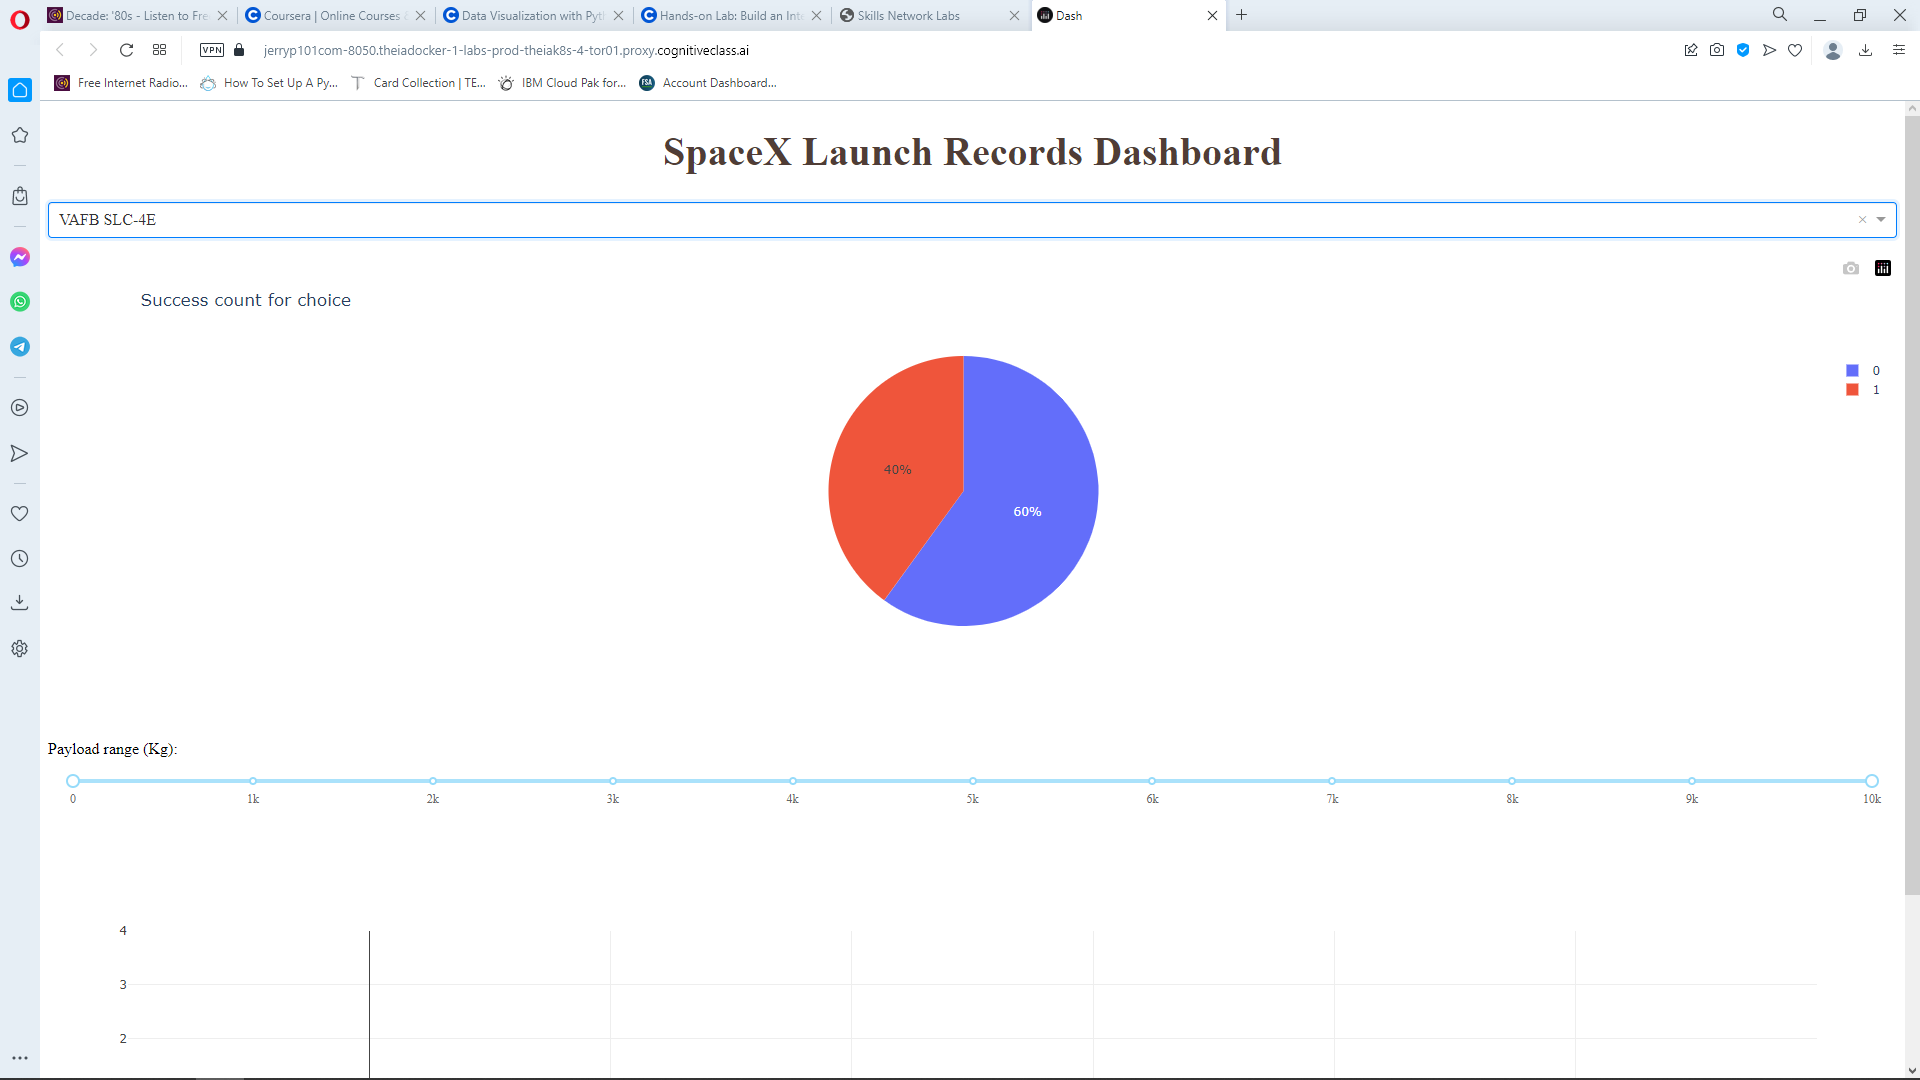 Decade: '80s - Listen to Fre
Coursera | Online Courses &
Data Visualization with Pyth
Hands-on Lab: Build an Inte
Skills Network Labs
Dash
VPN
jerryp101com-8050.theiadocker-1-labs-prod-theiak8s-4-tor01.proxy.cognitiveclass.ai
Free Internet Radio...
How To Set Up A Py...
Card Collection | TE...
IBM Cloud Pak for...
FSA
Account Dashboard...
SpaceX Launch Records Dashboard
VAFB SLC-4E
Success count for choice
0
1
40%
60%
Payload range (Kg):
0 1k 2k 3k 4k 5k 6k 7k 8k 9k 10k
4
3
2